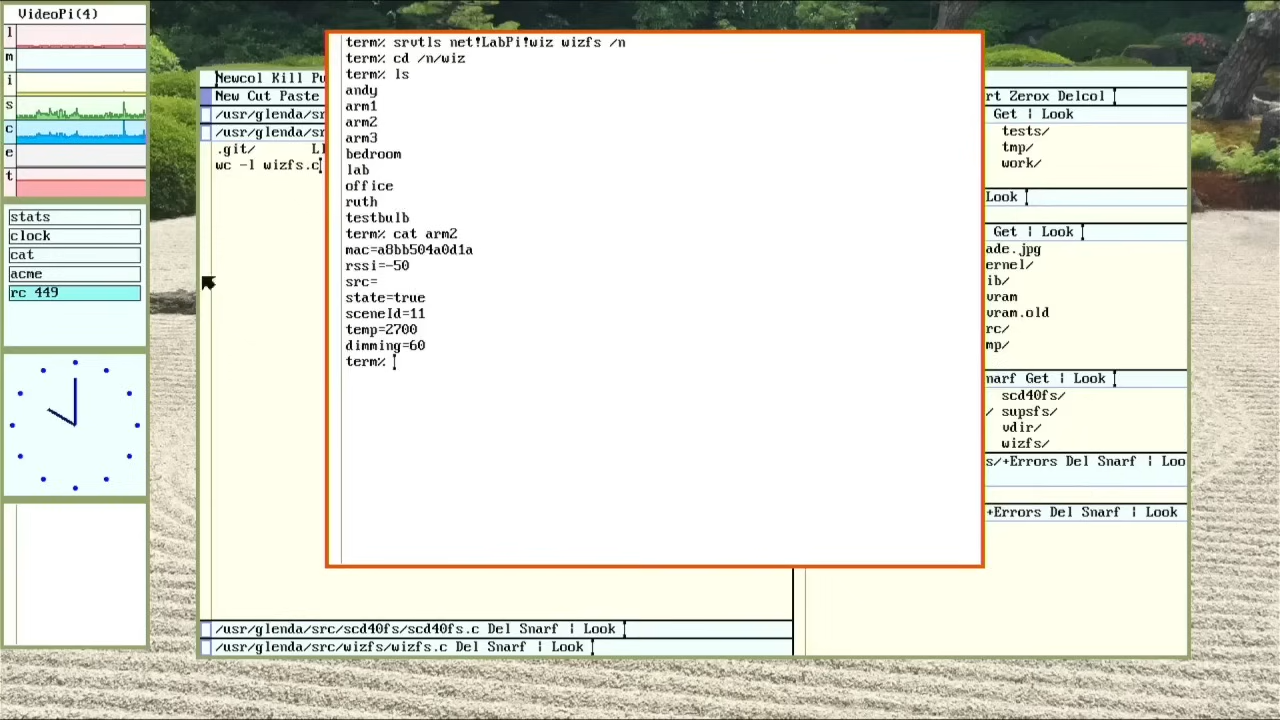 VideoPi(4)
l
m
i
s
c
e
t
stats
clock
cat
acme
rc 449
Newcol Kill Pu
New Cut Paste
/usr/glenda/sr
/usr/glenda/sr
.git/
wc -l wizfs.c
term% srvtls net!LabPi!wiz wizfs /n
term% cd /n/wiz
term% ls
andy
arm1
arm2
arm3
bedroom
lab
office
ruth
testbulb
term% cat arm2
mac=a8bb504a0d1a
rssi=-50
src=
state=true
sceneId=11
temp=2700
dimming=60
term%
rt Zerox Delcol
Get | Look
tests/
tmp/
work/
Look
Get | Look
ade.jpg
ernel/
ib/
vram
vram.old
rc/
mp/
narf Get | Look
scd40fs/
/ supsfs/
vdir/
wizfs/
s/+Errors Del Snarf | Loo
+Errors Del Snarf | Look
/usr/glenda/src/scd40fs/scd40fs.c Del Snarf | Look
/usr/glenda/src/wizfs/wizfs.c Del Snarf | Look